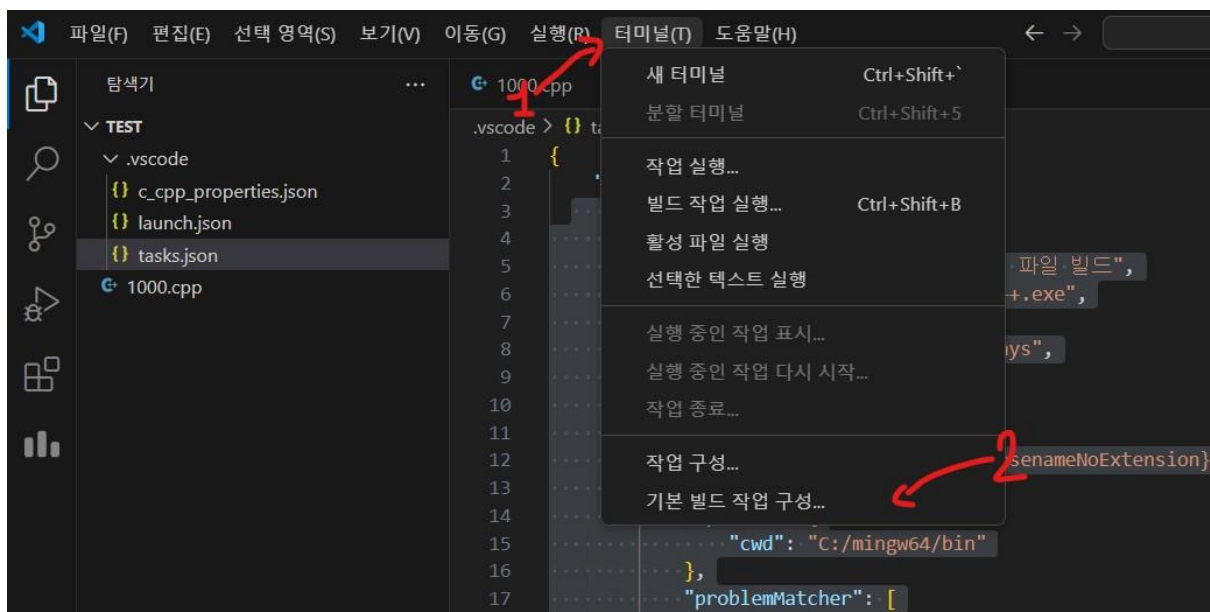 파일(F) 편집(E) 선택 영역(S) 보기(V) 이동(G) 실행(R) 터미널(T) 도움말(H)
탐색기 ...
TEST
.vscode
{} c_cpp_properties.json
{} launch.json
{} tasks.json
1000.cpp
1000.cpp
.vscode > {} ta
1 {
2 "
3
4
5 파일 빌드",
6 +.exe",
7
8 ays",
9
10
11
12 senameNoExtension}
13
14
15 "cwd": "C:/mingw64/bin"
16 },
17 "problemMatcher": [
새 터미널 Ctrl+Shift+`
분할 터미널 Ctrl+Shift+5
작업 실행...
빌드 작업 실행... Ctrl+Shift+B
활성 파일 실행
선택한 텍스트 실행
실행 중인 작업 표시...
실행 중인 작업 다시 시작...
작업 종료...
작업 구성...
기본 빌드 작업 구성...
1
2